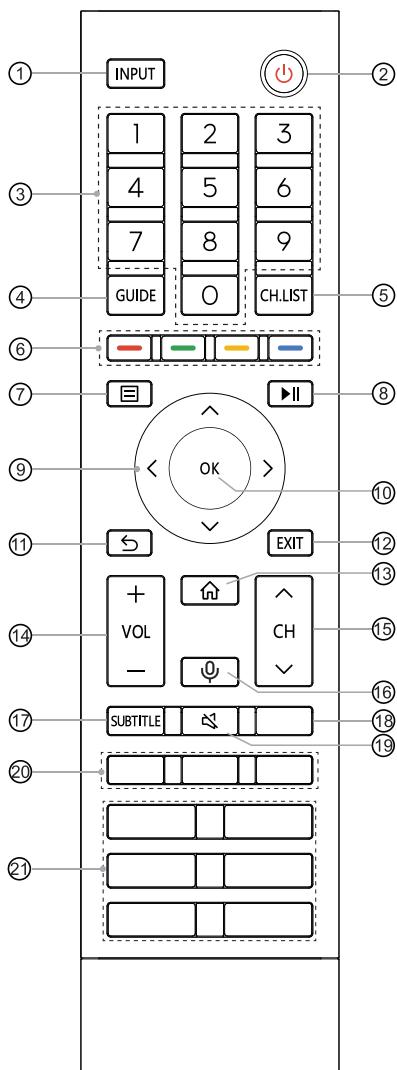 ① INPUT ②
1 2 3
③ 4 5 6
7 8 9
④ GUIDE 0 CH.LIST ⑤
⑥
⑦ ⑧
⑨ OK
⑩
⑪ EXIT ⑫
⑬
+
⑭ VOL CH ⑮
—
⑯
⑰ SUBTITLE ⑱
⑲
⑳
㉑